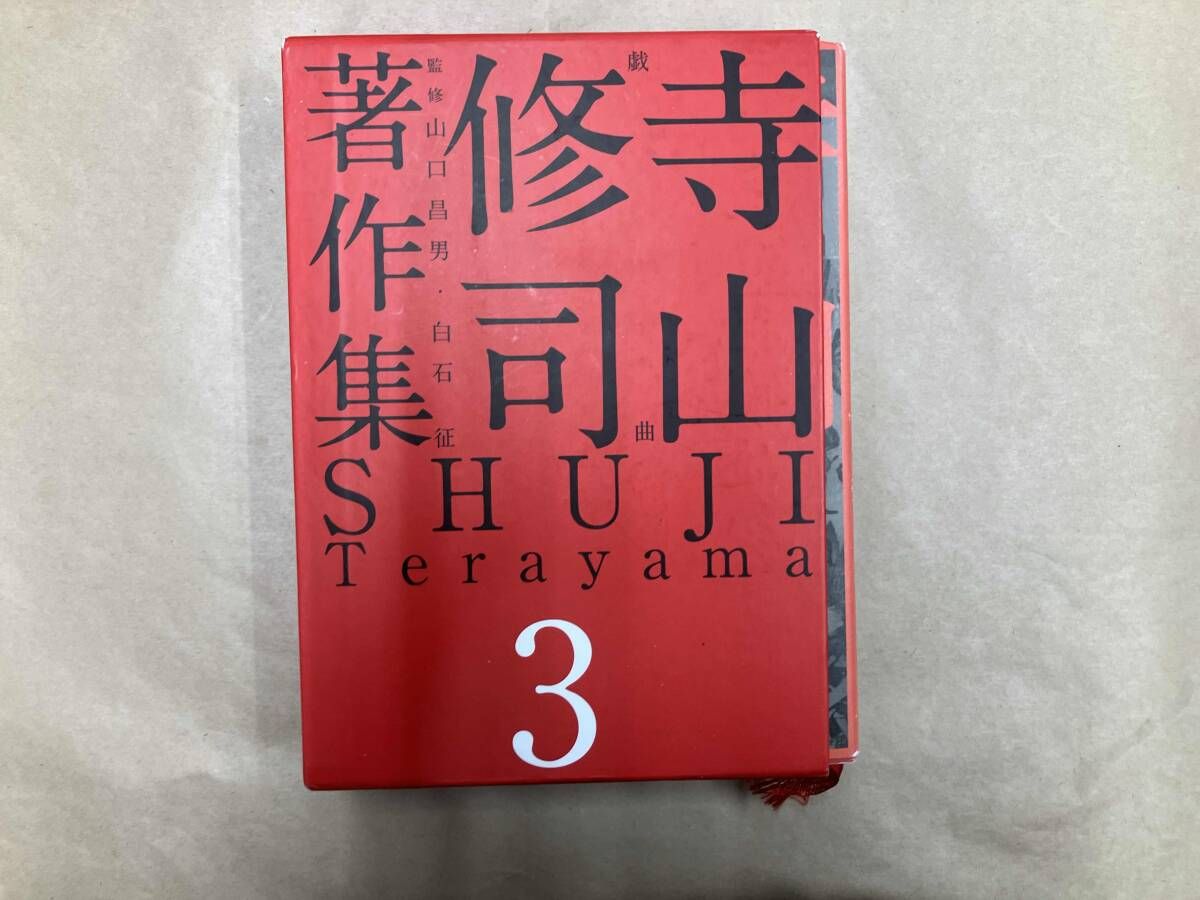 寺山
戯曲
修司
監修山口昌男・白石征
著作集
SHUJI
Terayama
3